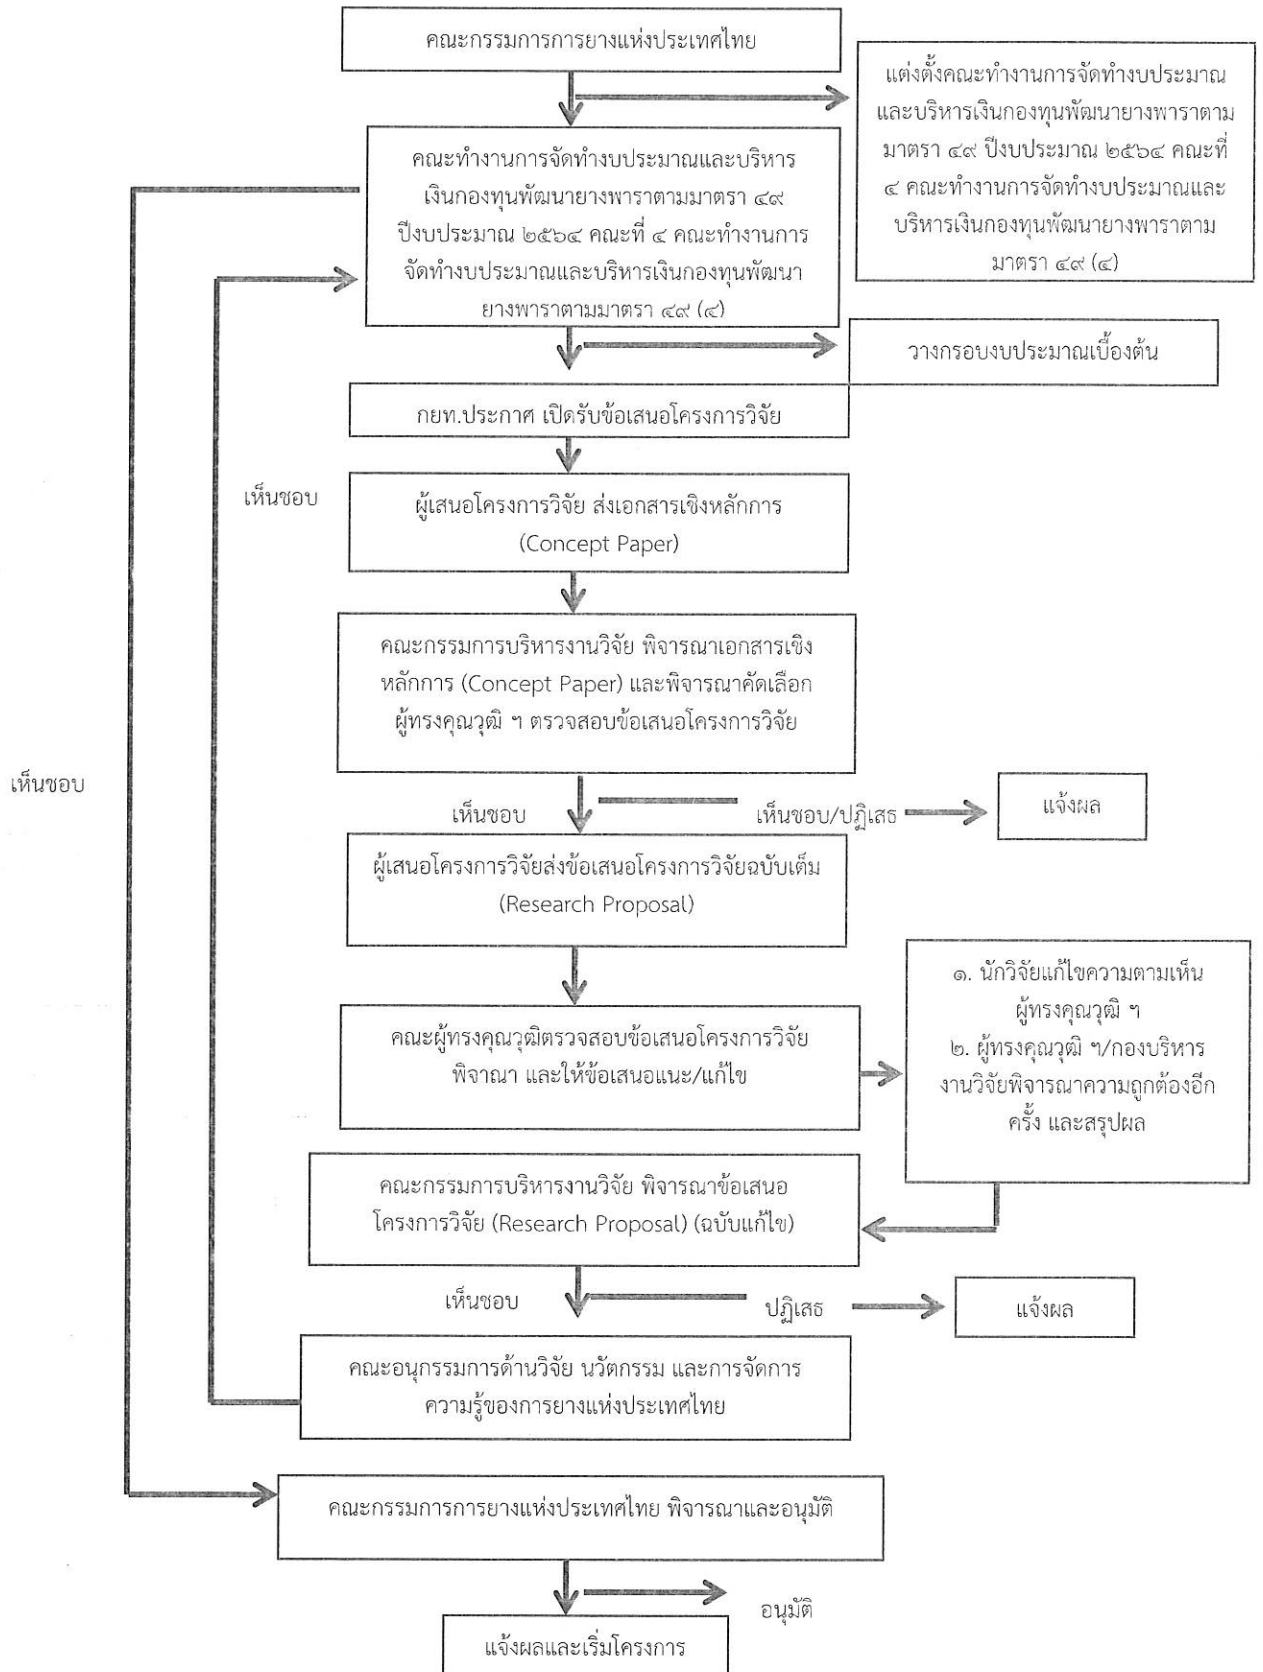 คณะกรรมการการยางแห่งประเทศไทย
แต่งตั้งคณะทำงานการจัดทำงบประมาณ
และบริหารเงินกองทุนพัฒนายางพาราตาม
มาตรา ๔๙ ปีงบประมาณ ๒๕๖๔ คณะที่
๔ คณะทำงานการจัดทำงบประมาณและ
บริหารเงินกองทุนพัฒนายางพาราตาม
มาตรา ๔๙ (๔)
คณะทำงานการจัดทำงบประมาณและบริหาร
เงินกองทุนพัฒนายางพาราตามมาตรา ๔๙
ปีงบประมาณ ๒๕๖๔ คณะที่ ๔ คณะทำงานการ
จัดทำงบประมาณและบริหารเงินกองทุนพัฒนา
ยางพาราตามมาตรา ๔๙ (๔)
วางกรอบงบประมาณเบื้องต้น
กยท.ประกาศ เปิดรับข้อเสนอโครงการวิจัย
เห็นชอบ
ผู้เสนอโครงการวิจัย ส่งเอกสารเชิงหลักการ
(Concept Paper)
คณะกรรมการบริหารงานวิจัย พิจารณาเอกสารเชิง
หลักการ (Concept Paper) และพิจารณาคัดเลือก
ผู้ทรงคุณวุฒิ ฯ ตรวจสอบข้อเสนอโครงการวิจัย
เห็นชอบ
เห็นชอบ
เห็นชอบ/ปฏิเสธ
แจ้งผล
ผู้เสนอโครงการวิจัยส่งข้อเสนอโครงการวิจัยฉบับเต็ม
(Research Proposal)
๑. นักวิจัยแก้ไขความตามเห็น
ผู้ทรงคุณวุฒิ ฯ
๒. ผู้ทรงคุณวุฒิ ฯ/กองบริหาร
งานวิจัยพิจารณาความถูกต้องอีก
ครั้ง และสรุปผล
คณะผู้ทรงคุณวุฒิตรวจสอบข้อเสนอโครงการวิจัย
พิจาณา และให้ข้อเสนอแนะ/แก้ไข
คณะกรรมการบริหารงานวิจัย พิจารณาข้อเสนอ
โครงการวิจัย (Research Proposal) (ฉบับแก้ไข)
เห็นชอบ
ปฏิเสธ
แจ้งผล
คณะอนุกรรมการด้านวิจัย นวัตกรรม และการจัดการ
ความรู้ของการยางแห่งประเทศไทย
คณะกรรมการการยางแห่งประเทศไทย พิจารณาและอนุมัติ
อนุมัติ
แจ้งผลและเริ่มโครงการ